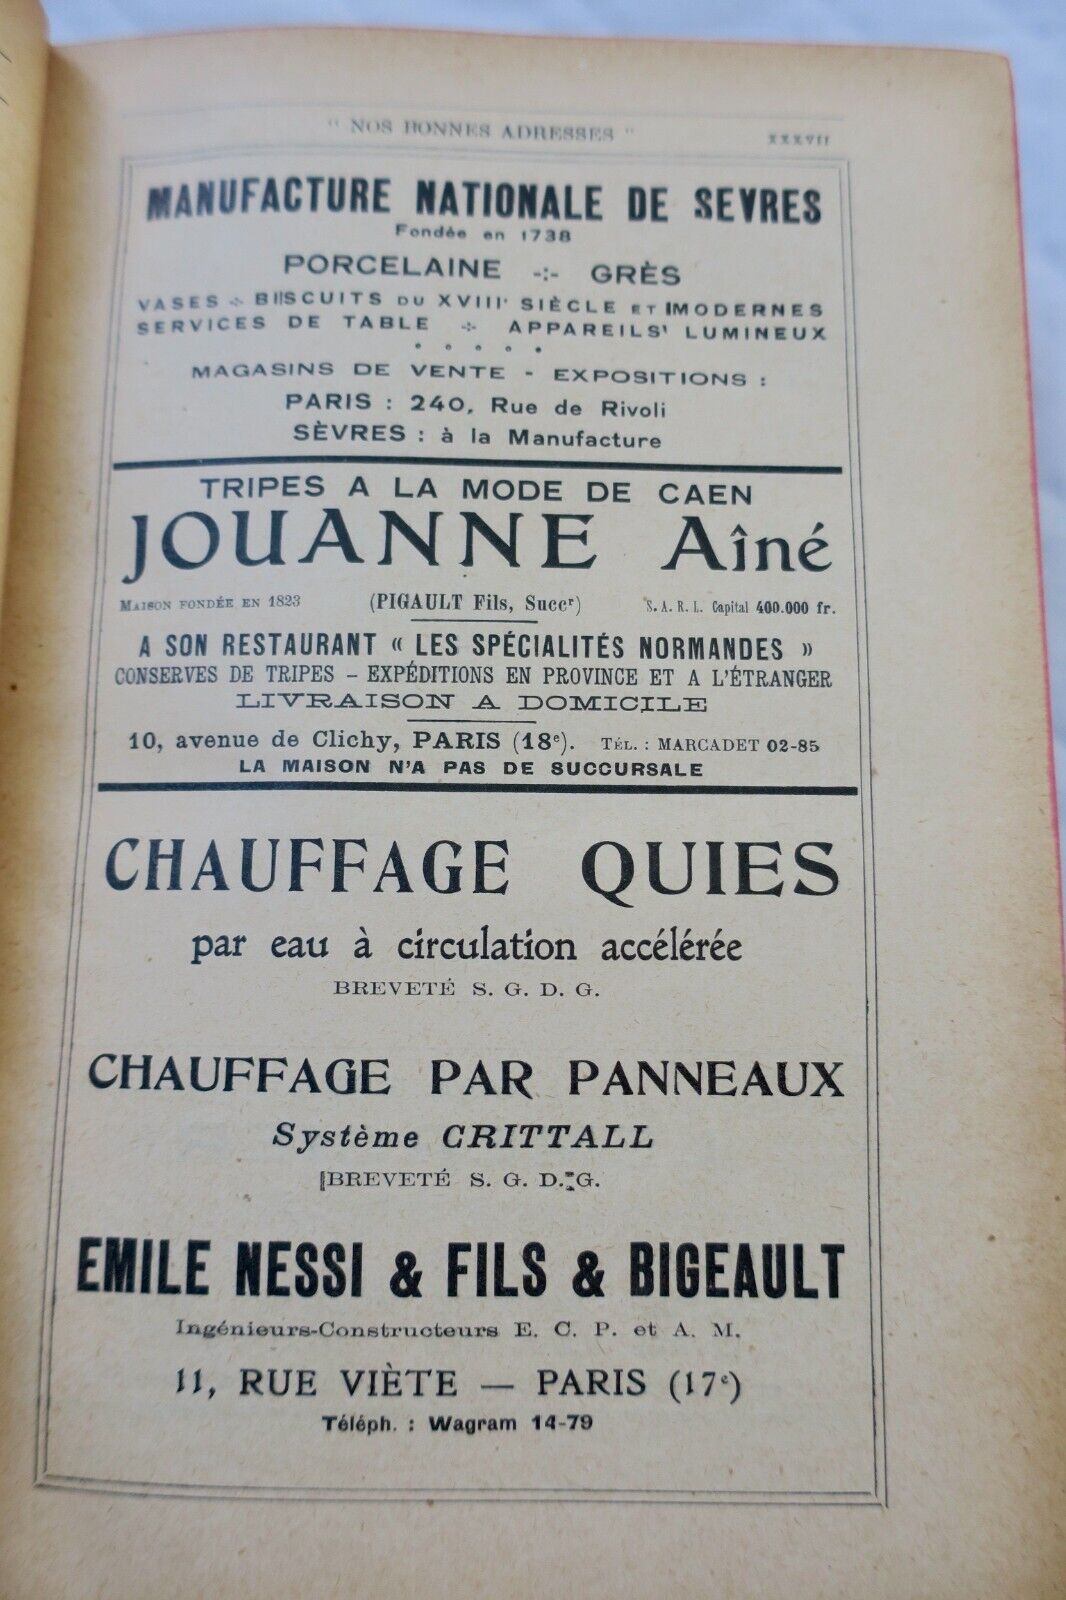 " NOS BONNES ADRESSES " XXXVII
MANUFACTURE NATIONALE DE SEVRES
Fondée en 1738
PORCELAINE -:- GRÈS
VASES -:- BIISCUITS DU XVIIIᵉ SIÈCLE ET IMODERNES
SERVICES DE TABLE -:- APPAREILS' LUMINEUX
MAGASINS DE VENTE - EXPOSITIONS :
PARIS : 240, Rue de Rivoli
SÈVRES : à la Manufacture
TRIPES A LA MODE DE CAEN
JOUANNE Aîné
MAISON FONDÉE EN 1823 (PIGAULT Fils, Succʳ) S. A. R. L. Capital 400.000 fr.
A SON RESTAURANT « LES SPÉCIALITÉS NORMANDES »
CONSERVES DE TRIPES – EXPÉDITIONS EN PROVINCE ET A L'ÉTRANGER
LIVRAISON A DOMICILE
10, avenue de Clichy, PARIS (18ᵉ). TÉL. : MARCADET 02-85
LA MAISON N'A PAS DE SUCCURSALE
CHAUFFAGE QUIES
par eau à circulation accélérée
BREVETÉ S. G. D. G.
CHAUFFAGE PAR PANNEAUX
Système CRITTALL
BREVETÉ S. G. D. G.
EMILE NESSI & FILS & BIGEAULT
Ingénieurs-Constructeurs E. C. P. et A. M.
11, RUE VIÈTE — PARIS (17ᵉ)
Téléph. : Wagram 14-79